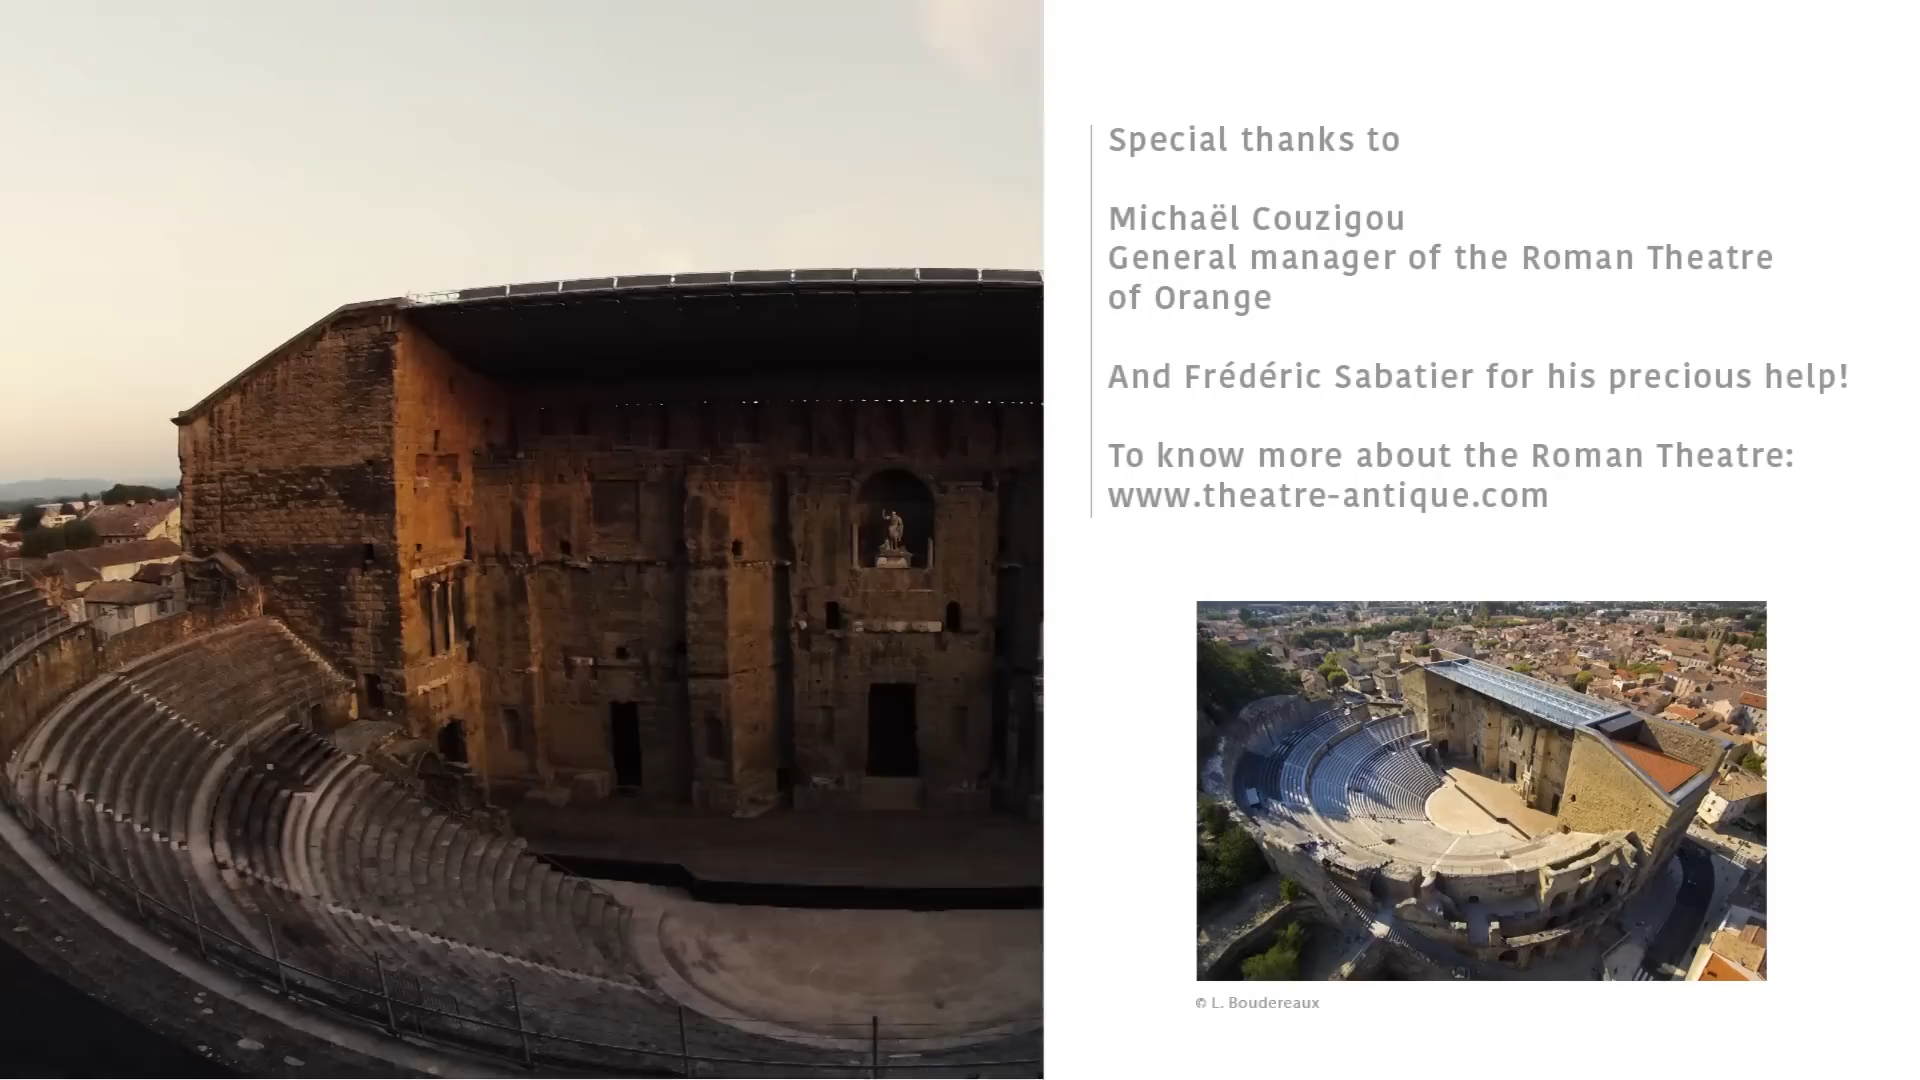 Special thanks to
Michaël Couzigou
General manager of the Roman Theatre
of Orange
And Frédéric Sabatier for his precious help!
To know more about the Roman Theatre:
www.theatre-antique.com
© L. Boudereaux